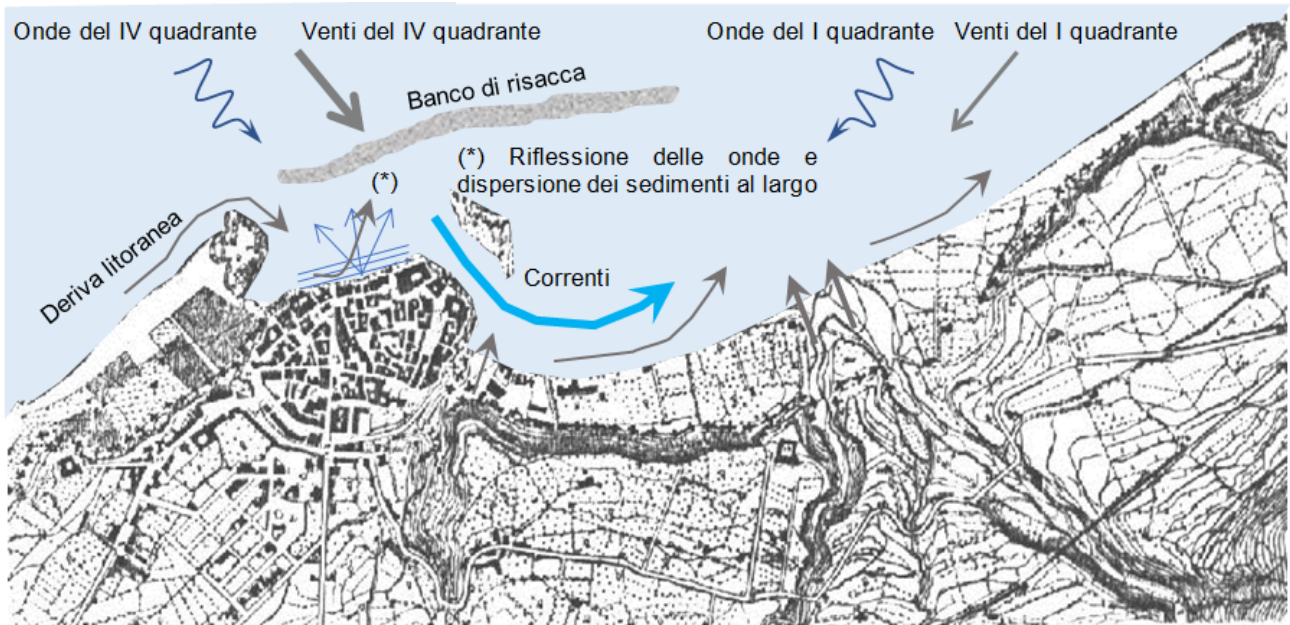 Onde del IV quadrante
Venti del IV quadrante
Onde del I quadrante
Venti del I quadrante
Banco di risacca
(*)
(*) Riflessione delle onde e
dispersione dei sedimenti al largo
Deriva litoranea
Correnti